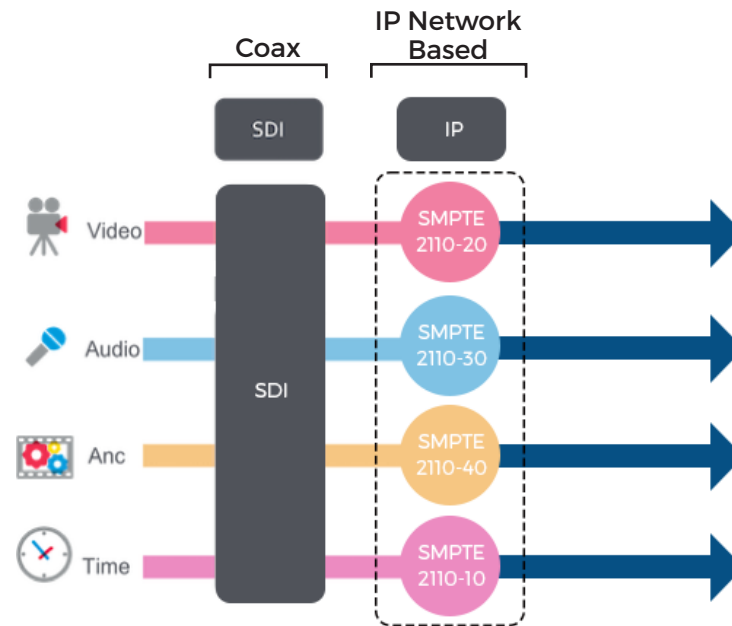 Coax
IP Network
Based
SDI
IP
Video
SMPTE
2110-20
Audio
SMPTE
2110-30
SDI
Anc
SMPTE
2110-40
Time
SMPTE
2110-10